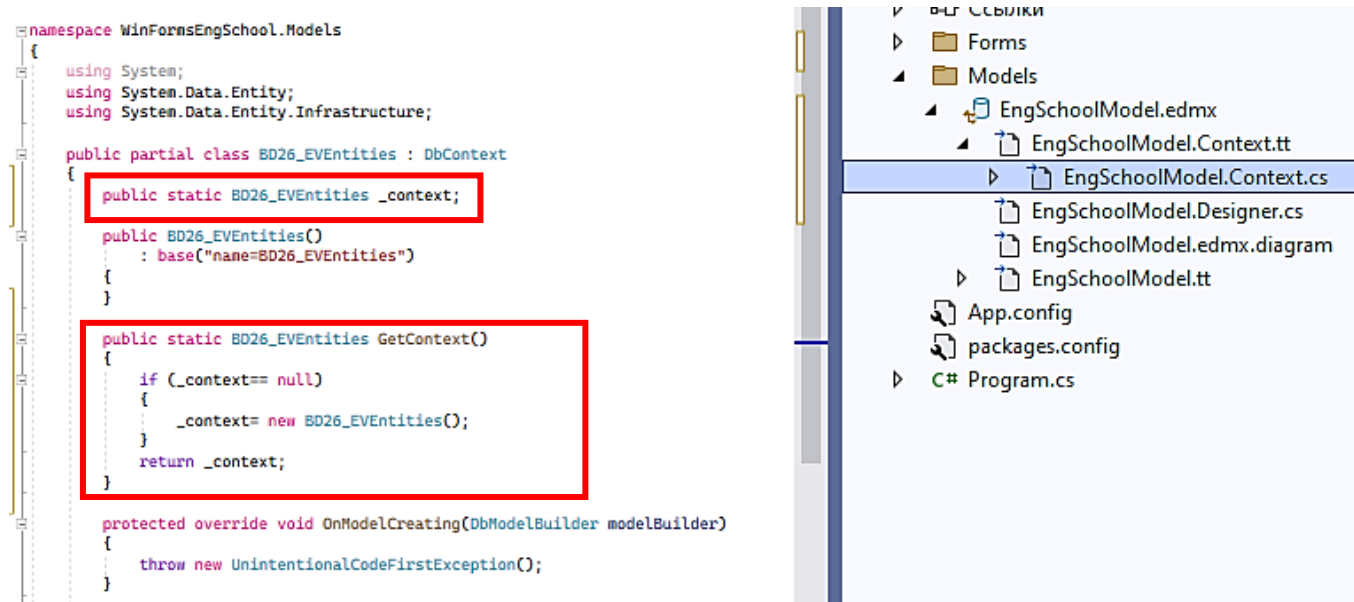 namespace WinFormsEngSchool.Models
{
using System;
using System.Data.Entity;
using System.Data.Entity.Infrastructure;
public partial class BD26_EVEntities : DbContext
{
public static BD26_EVEntities _context;
public BD26_EVEntities()
: base("name=BD26_EVEntities")
{
}
public static BD26_EVEntities GetContext()
{
if (_context== null)
{
_context= new BD26_EVEntities();
}
return _context;
}
protected override void OnModelCreating(DbModelBuilder modelBuilder)
{
throw new UnintentionalCodeFirstException();
}
Ссылки
Forms
Models
EngSchoolModel.edmx
EngSchoolModel.Context.tt
EngSchoolModel.Context.cs
EngSchoolModel.Designer.cs
EngSchoolModel.edmx.diagram
EngSchoolModel.tt
App.config
packages.config
C# Program.cs